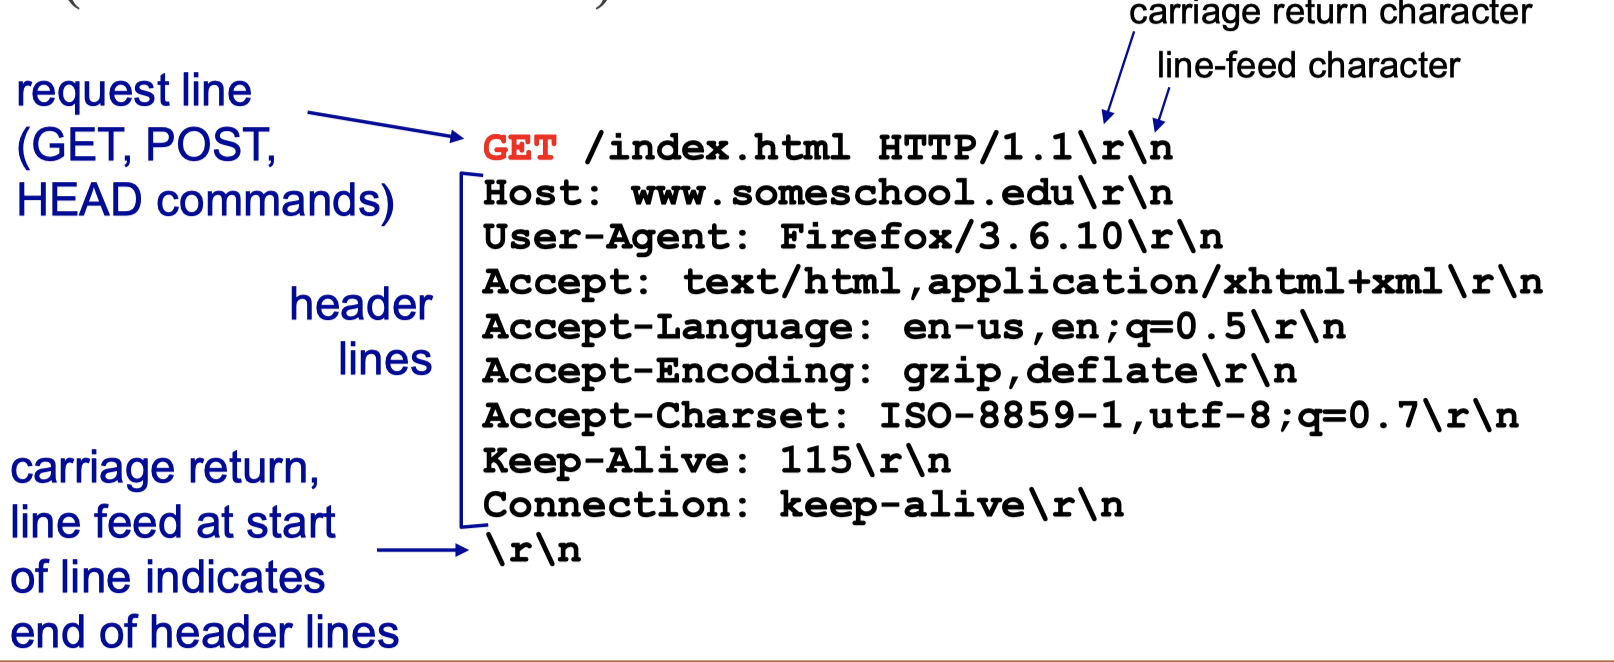 carriage return character
line-feed character
request line
(GET, POST,
HEAD commands)
GET /index.html HTTP/1.1\r\n
Host: www.someschool.edu\r\n
User-Agent: Firefox/3.6.10\r\n
Accept: text/html,application/xhtml+xml\r\n
Accept-Language: en-us,en;q=0.5\r\n
Accept-Encoding: gzip,deflate\r\n
Accept-Charset: ISO-8859-1,utf-8;q=0.7\r\n
Keep-Alive: 115\r\n
Connection: keep-alive\r\n
\r\n
header
lines
carriage return,
line feed at start
of line indicates
end of header lines